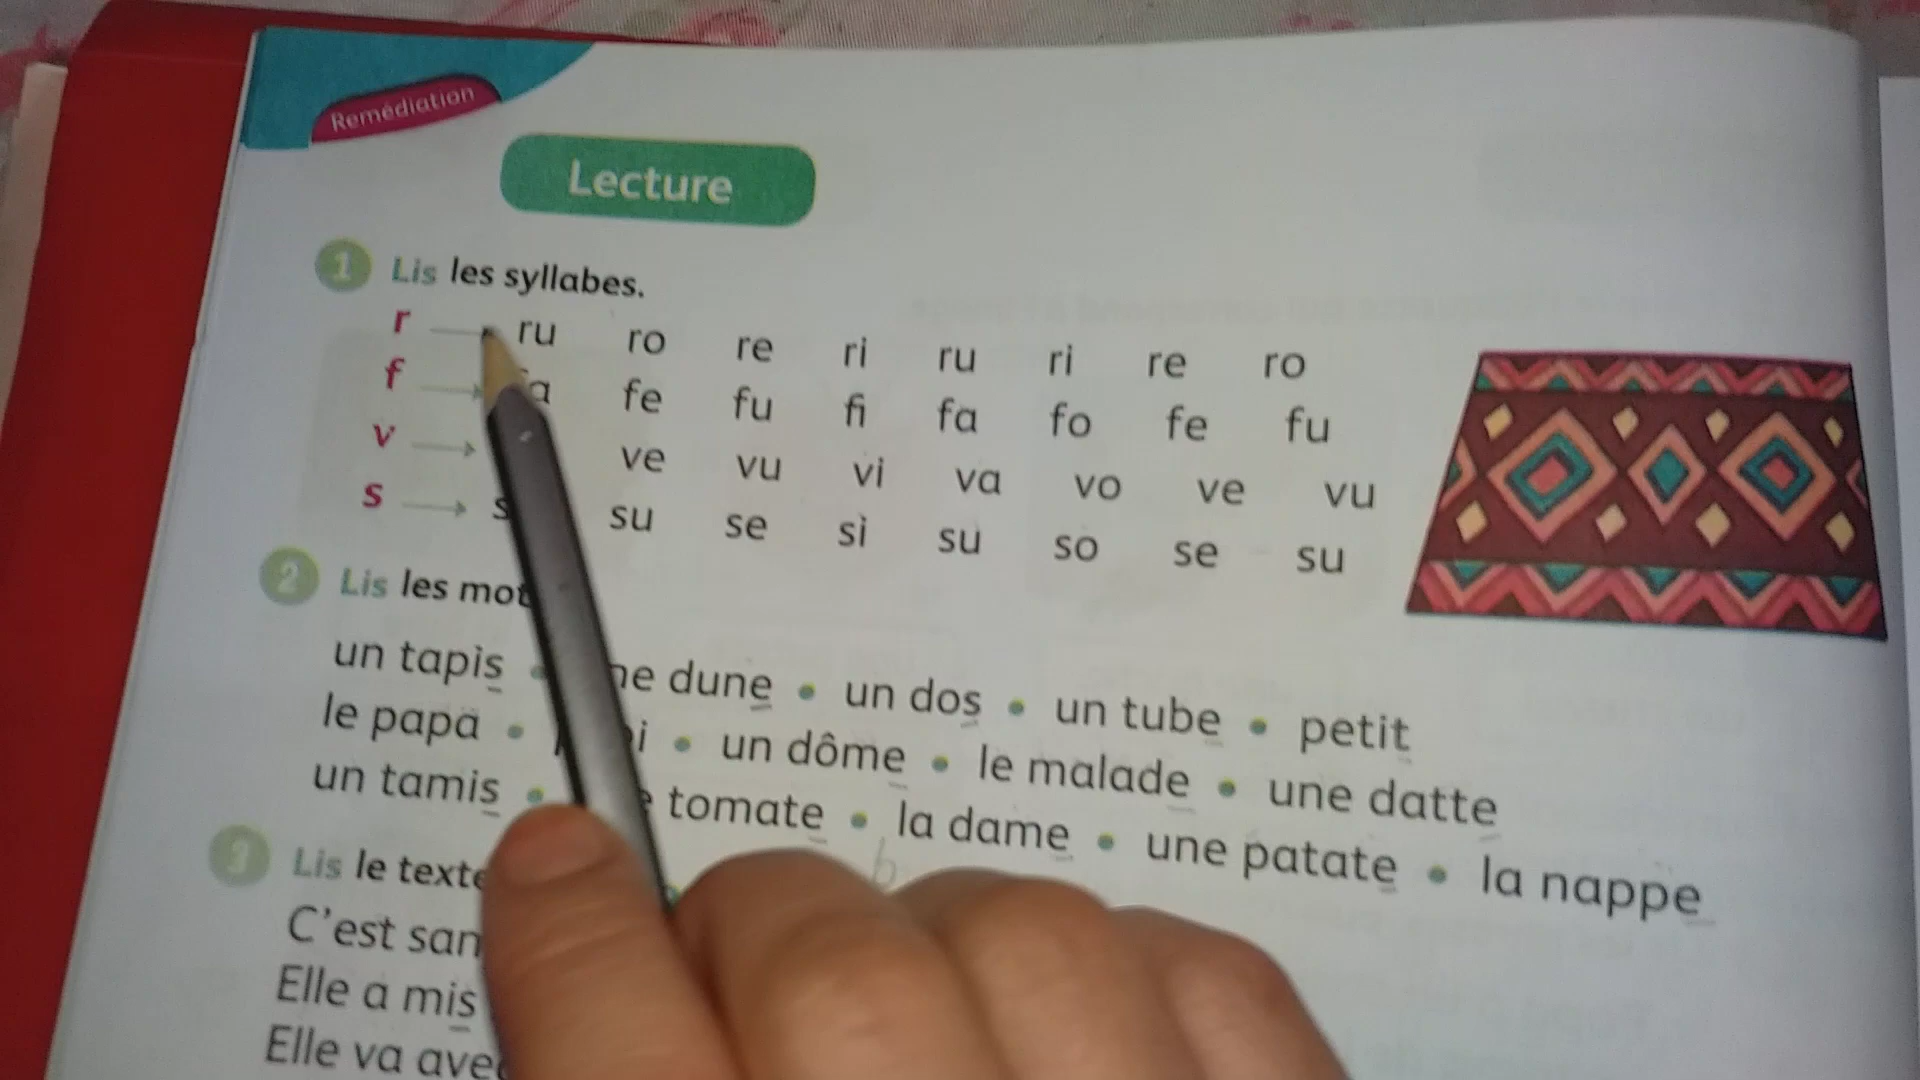 Remédiation
Lecture
1 Lis les syllabes.
r → ru ro re ri ru ri re ro
f → fe fu fi fa fo fe fu
v → ve vu vi va vo ve vu
s → su se si su so se su
2 Lis les
un tapis • dune • un dos • un tube • petit
le papa • • un dôme • le malade • une datte
un tamis • tomate • la dame • une patate • la nappe
3 Lis le
C'est
Elle a mis
Elle va